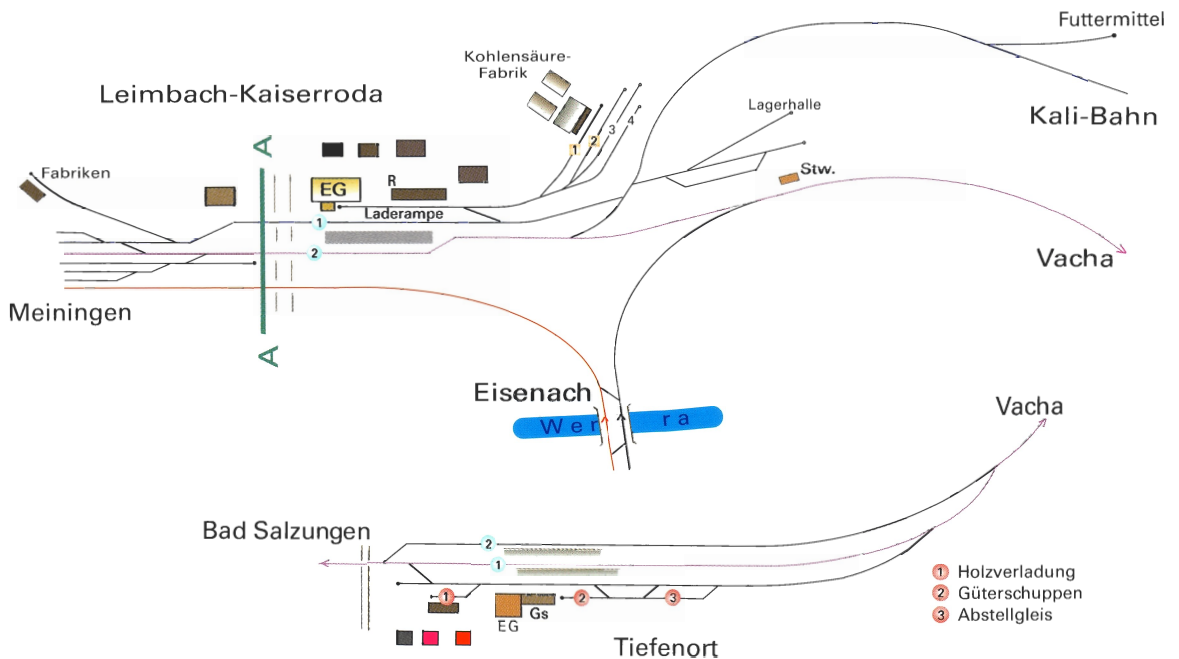 Futtermittel
Kohlensäure-
Fabrik
Leimbach-Kaiserroda
Lagerhalle
Kali-Bahn
1
2
3
4
A
Fabriken
EG
R
Stw.
Laderampe
1
2
Vacha
Meiningen
A
Eisenach
Wer
ra
Vacha
Bad Salzungen
2
1
1
2
3
EG
Gs
Tiefenort
1 Holzverladung
2 Güterschuppen
3 Abstellgleis